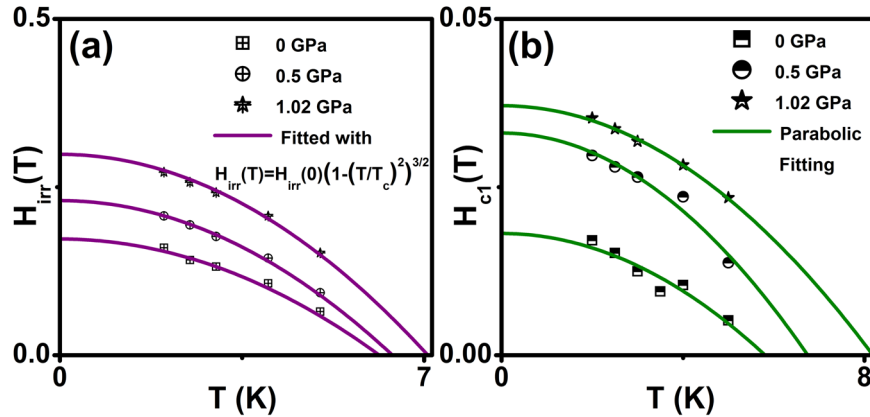 0.5
(a)
0 GPa
0.5 GPa
1.02 GPa
Fitted with
H_irr(T)=H_irr(0)(1-(T/T_c)^2)^3/2
H_irr(T)
0.0
0
7
T (K)
0.05
(b)
0 GPa
0.5 GPa
1.02 GPa
Parabolic
Fitting
H_c1(T)
0.00
0
8
T (K)